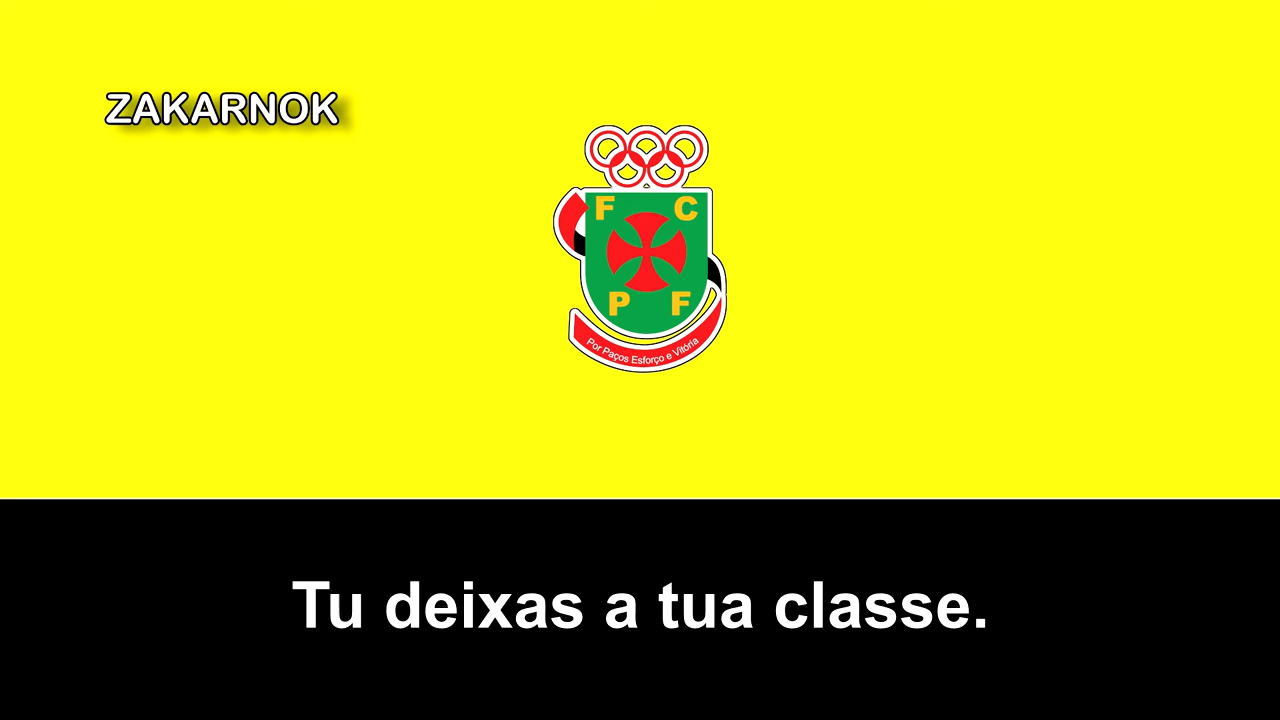 ZAKARNOK
F C
P F
Por Paços Esforço e Vitória
Tu deixas a tua classe.